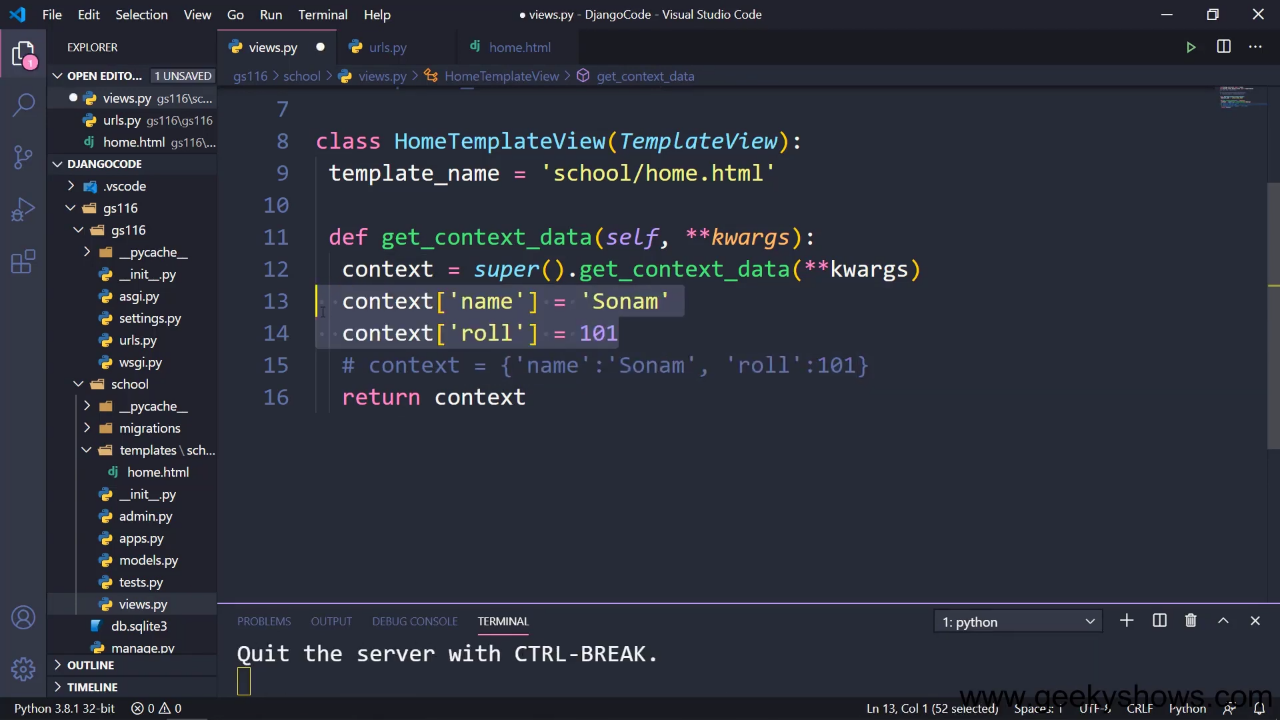 File Edit Selection View Go Run Terminal Help ● views.py - DjangoCode - Visual Studio Code
EXPLORER
views.py urls.py home.html
OPEN EDITO... 1 UNSAVED
gs116 > school > views.py > HomeTemplateView > get_context_data
views.py gs116\sc...
urls.py gs116\gs116
home.html gs116\...
DJANGOCODE
.vscode
gs116
gs116
__pycache__
__init__.py
asgi.py
settings.py
urls.py
wsgi.py
school
__pycache__
migrations
templates \ sch...
home.html
__init__.py
admin.py
apps.py
models.py
tests.py
views.py
db.sqlite3
manage.py
OUTLINE
TIMELINE
7
8 class HomeTemplateView(TemplateView):
9 template_name = 'school/home.html'
10
11 def get_context_data(self, **kwargs):
12 context = super().get_context_data(**kwargs)
13 context['name'] = 'Sonam'
14 context['roll'] = 101
15 # context = {'name':'Sonam', 'roll':101}
16 return context
PROBLEMS OUTPUT DEBUG CONSOLE TERMINAL 1: python
Quit the server with CTRL-BREAK.
www.geekyshows.com
Python 3.8.1 32-bit 0 0 Ln 13, Col 1 (52 selected) Spaces: 1 UTF-8 CRLF Python